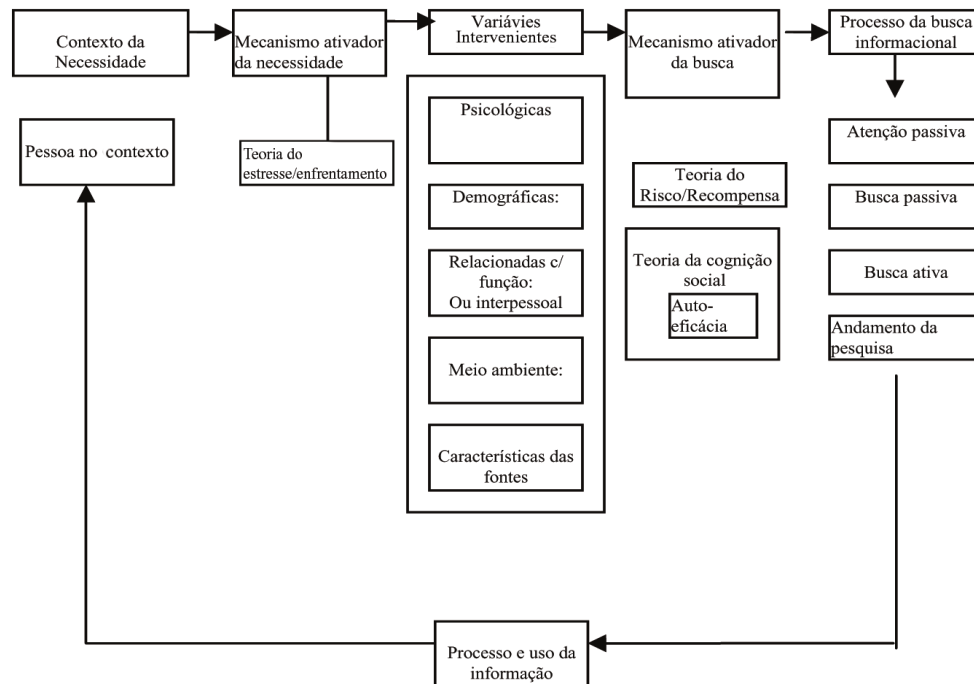 Contexto da
Necessidade
Mecanismo ativador
da necessidade
Variávies
Intervenientes
Mecanismo ativador
da busca
Processo da busca
informacional
Pessoa no contexto
Teoria do
estresse/enfrentamento
Psicológicas
Demográficas:
Relacionadas c/
função:
Ou interpessoal
Meio ambiente:
Características das
fontes
Teoria do
Risco/Recompensa
Teoria da cognição
social
Auto-
eficácia
Atenção passiva
Busca passiva
Busca ativa
Andamento da
pesquisa
Processo e uso da
informação